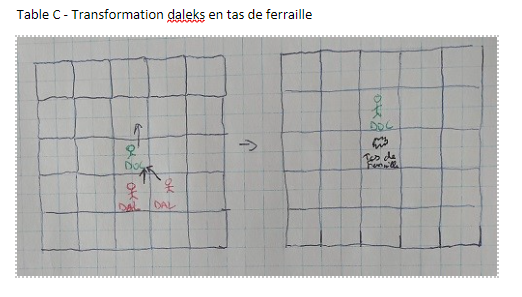 Table C - Transformation daleks en tas de ferraille
DOC
DAL DAL
DOC
Tas de
Ferraille